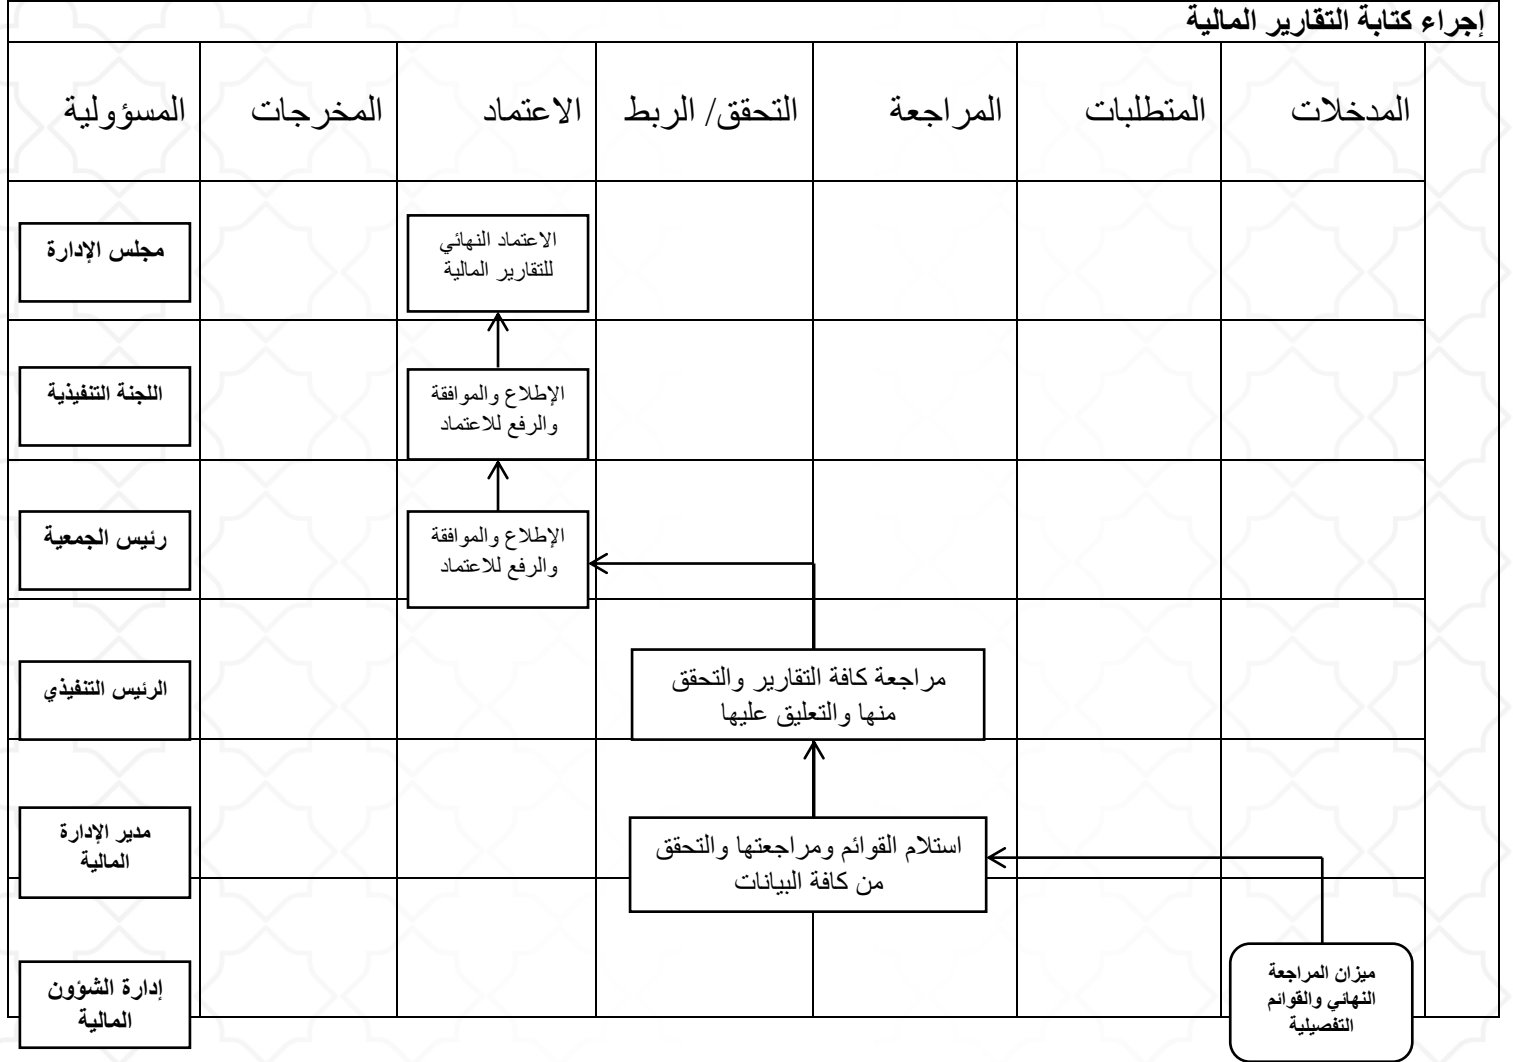 إجراء كتابة التقارير المالية
المدخلات
المتطلبات
المراجعة
التحقق/ الربط
الاعتماد
المخرجات
المسؤولية
الاعتماد النهائي
للتقارير المالية
مجلس الإدارة
الإطلاع والموافقة
والرفع للاعتماد
اللجنة التنفيذية
الإطلاع والموافقة
والرفع للاعتماد
رئيس الجمعية
مراجعة كافة التقارير والتحقق
منها والتعليق عليها
الرئيس التنفيذي
استلام القوائم ومراجعتها والتحقق
من كافة البيانات
مدير الإدارة
المالية
ميزان المراجعة
النهائي والقوائم
التفصيلية
إدارة الشؤون
المالية